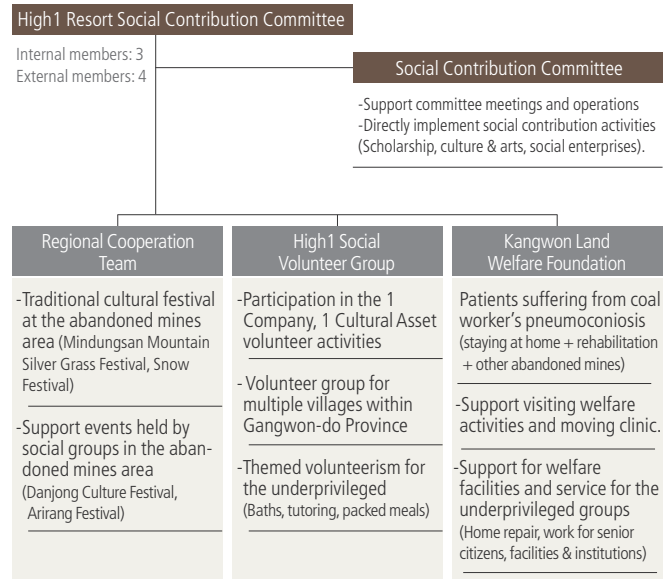 High1 Resort Social Contribution Committee
Internal members: 3
External members: 4
Social Contribution Committee
-Support committee meetings and operations
-Directly implement social contribution activities
(Scholarship, culture & arts, social enterprises).
Regional Cooperation
Team
-Traditional cultural festival
at the abandoned mines
area (Mindungsan Mountain
Silver Grass Festival, Snow
Festival)
-Support events held by
social groups in the aban-
doned mines area
(Danjong Culture Festival,
Arirang Festival)
High1 Social
Volunteer Group
-Participation in the 1
Company, 1 Cultural Asset
volunteer activities
- Volunteer group for
multiple villages within
Gangwon-do Province
-Themed volunteerism for
the underprivileged
(Baths, tutoring, packed meals)
Kangwon Land
Welfare Foundation
Patients suffering from coal
worker's pneumoconiosis
(staying at home + rehabilitation
+ other abandoned mines)
-Support visiting welfare
activities and moving clinic.
-Support for welfare
facilities and service for the
underprivileged groups
(Home repair, work for senior
citizens, facilities & institutions)